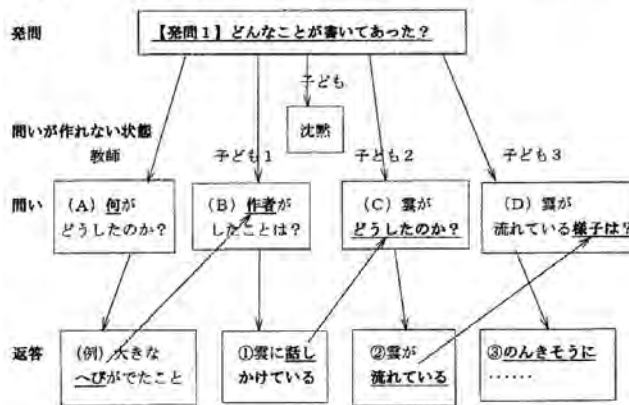 発問
【発問1】どんなことが書いてあった?
子ども
沈黙
問いが作れない状態
教師
子ども1
子ども2
子ども3
問い
(A)何が
どうしたのか?
(B)作者が
したことは?
(C)雲が
どうしたのか?
(D)雲が
流れている様子は?
返答
(例)大きな
へびがでたこと
①雲に話し
かけている
②雲が
流れている
③のんきそうに
‥‥‥